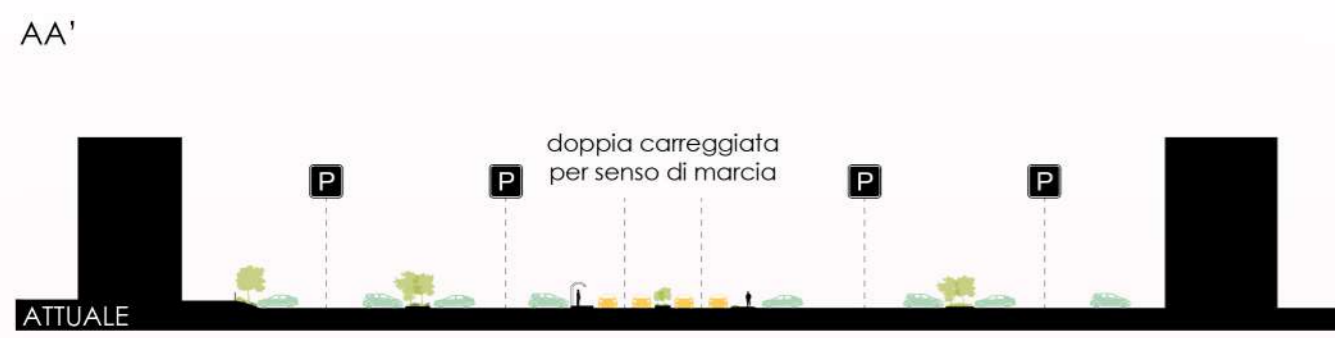 AA'
doppia carreggiata
per senso di marcia
P
P
P
P
ATTUALE